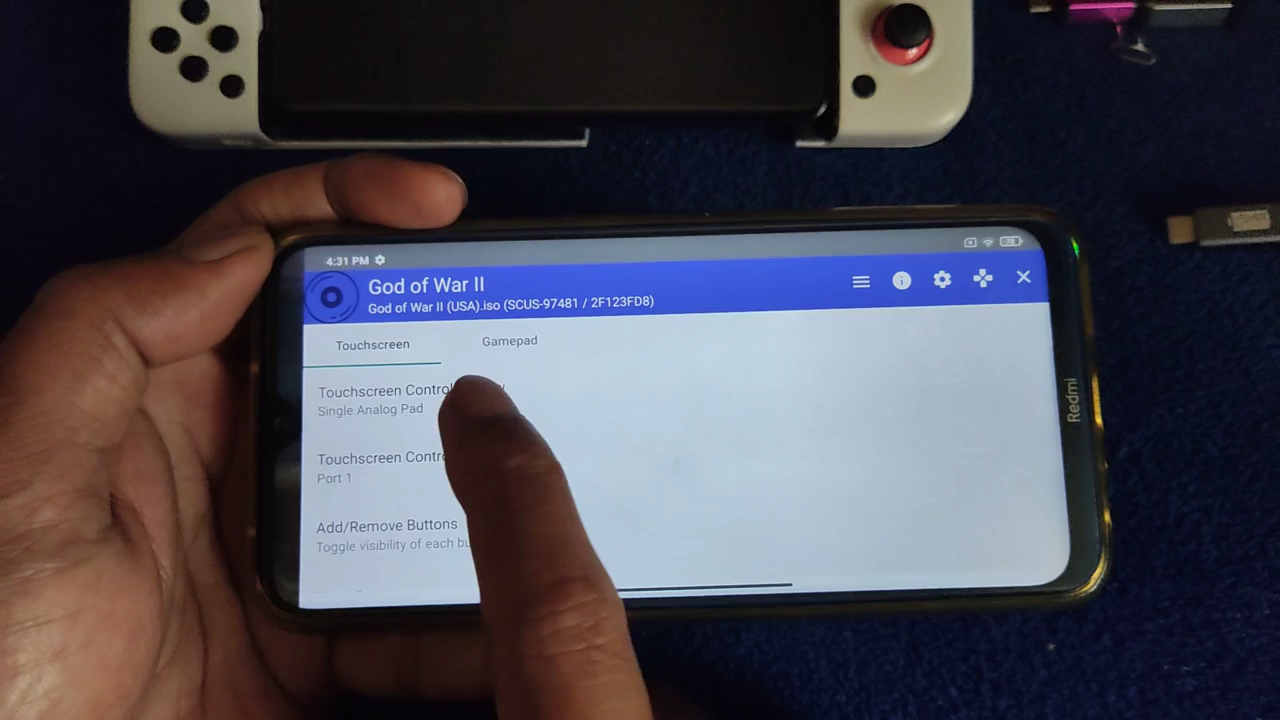 4:31 PM
God of War II
God of War II (USA).iso (SCUS-97481 / 2F123FD8)
Touchscreen Gamepad
Touchscreen Control
Single Analog Pad
Touchscreen Contro
Port 1
Add/Remove Buttons
Toggle visibility of each bu
Redmi